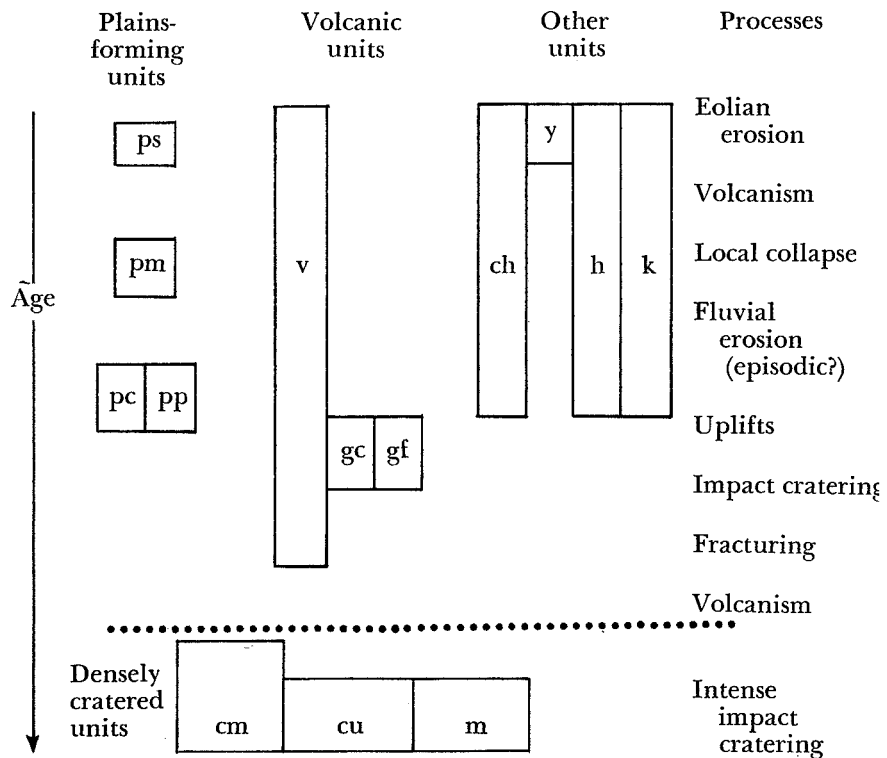 Plains-
forming
units
Volcanic
units
Other
units
Processes
Age
ps
pm
pc
pp
v
gc
gf
ch
y
h
k
Eolian
erosion
Volcanism
Local collapse
Fluvial
erosion
(episodic?)
Uplifts
Impact cratering
Fracturing
Volcanism
Densely
cratered
units
cm
cu
m
Intense
impact
cratering